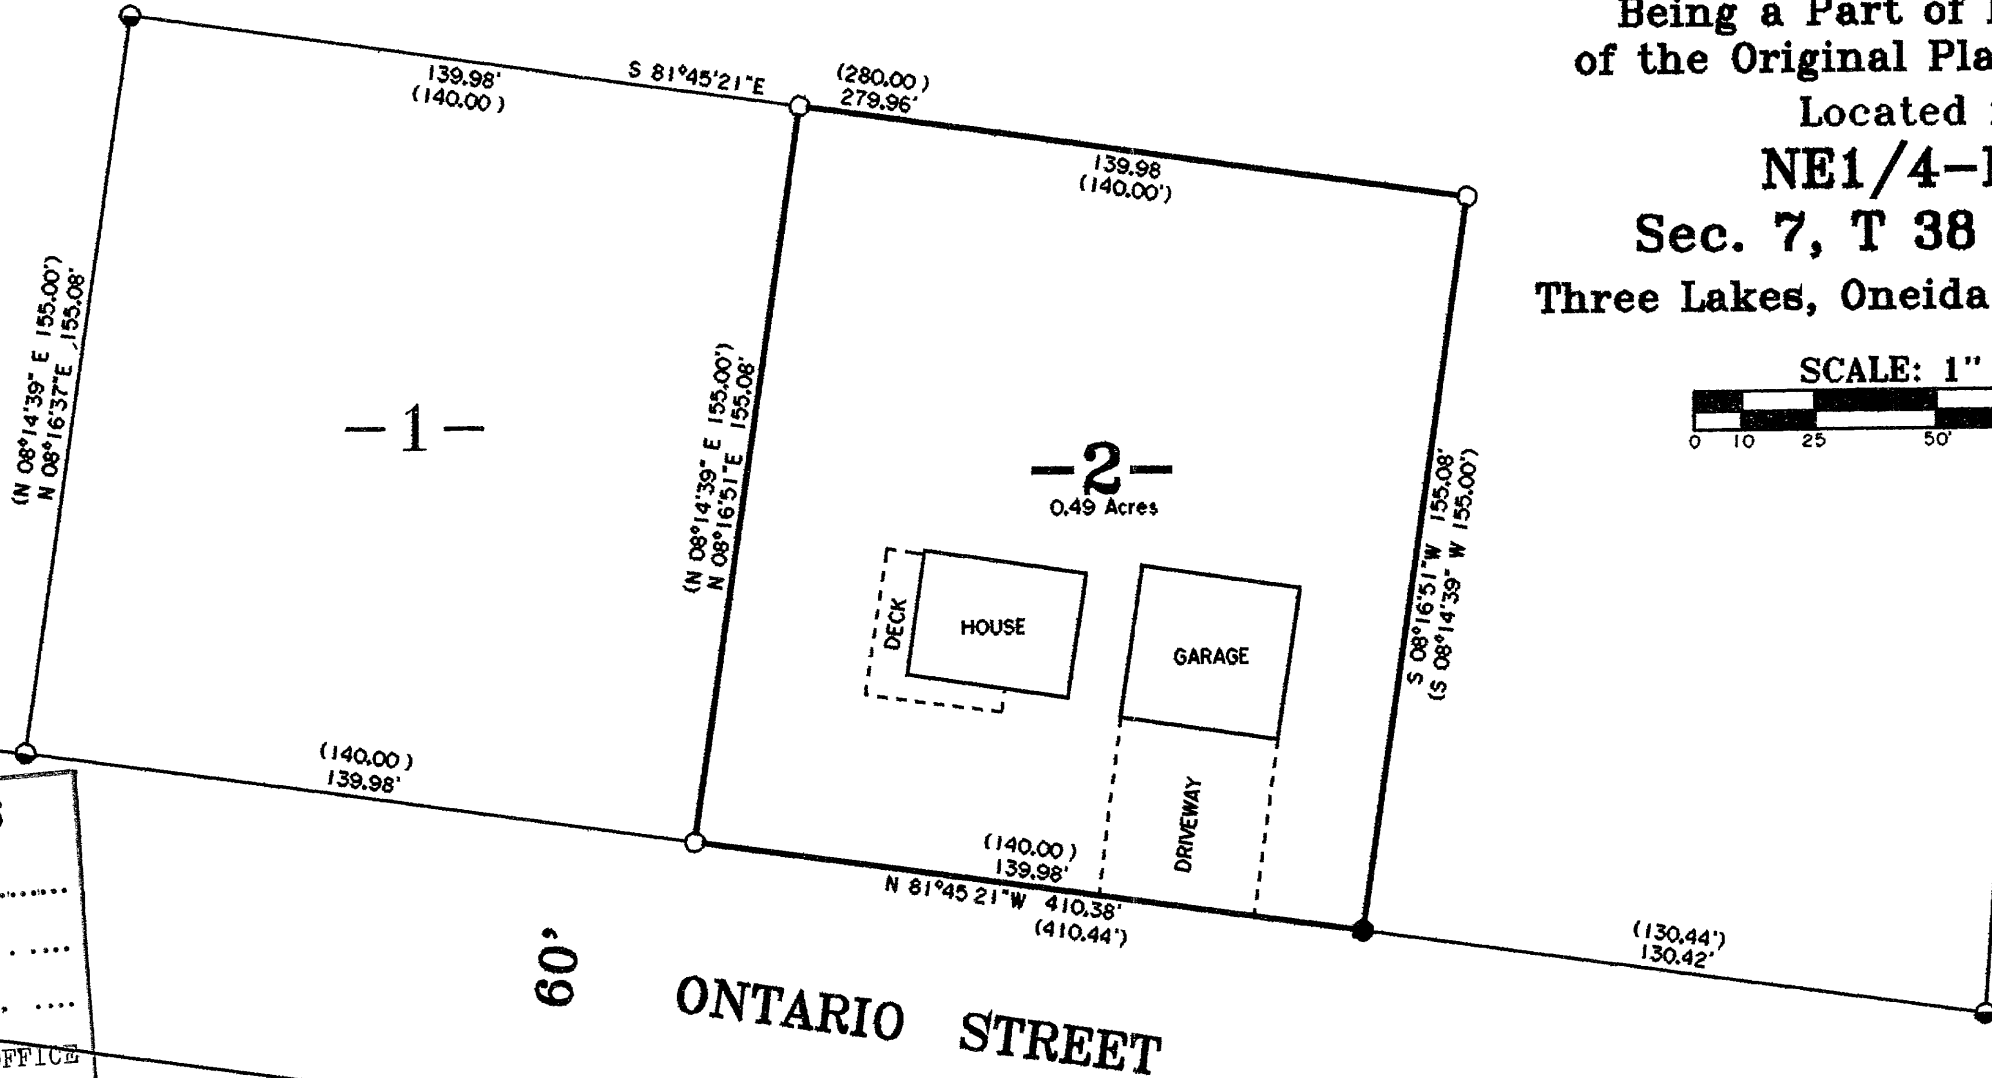 Being a Part of
of the Original
Located
NE1/4-
Sec. 7, T 38
Three Lakes, Oneida
SCALE: 1"
0 10 25 50'
S 81°45'21"E
(280.00)
279.96'
139.98'
(140.00)
139.98
(140.00')
(N 08°14'39" E 155.00')
N 08°16'37"E 155.08'
-1-
(N 08°14'39" E 155.00')
N 08°16'51"E 155.08'
-2-
0.49 Acres
S 08°16'51"W 155.08'
(S 08°14'39" W 155.00')
DECK
HOUSE
GARAGE
DRIVEWAY
(140.00)
139.98'
(140.00)
139.98'
N 81°45 21"W 410.38'
(410.44')
(130.44')
130.42'
60'
ONTARIO STREET